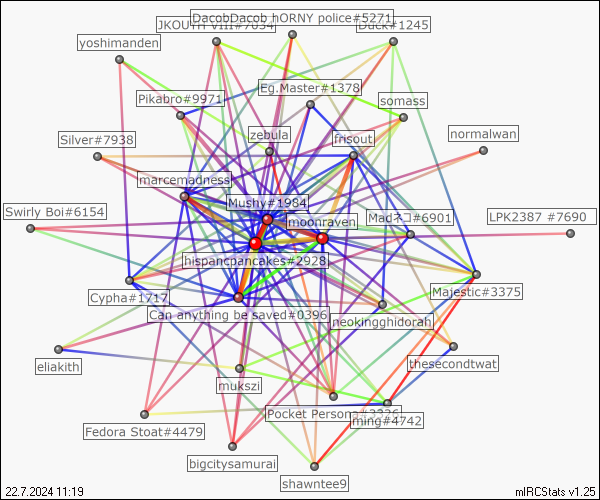 DacobDacob hORNY police#5271
JKOUTH VIII#7034
Duck#1245
yoshimanden
Eg.Master#1378
Pikabro#9971
somass
zebula
frisout
normalwan
Silver#7938
marcemadness
Mushy#1984
moonraven
Swirly Boi#6154
Madネコ#6901
LPK2387 #7690
hispancpancakes#2928
Cypha#1717
Majestic#3375
Can anything be saved#0396
neokingghidorah
eliakith
thesecondtwat
mukszi
Pocket Persona#3226
ming#4742
Fedora Stoat#4479
bigcitysamurai
shawntee9
22.7.2024 11:19
mIRCStats v1.25